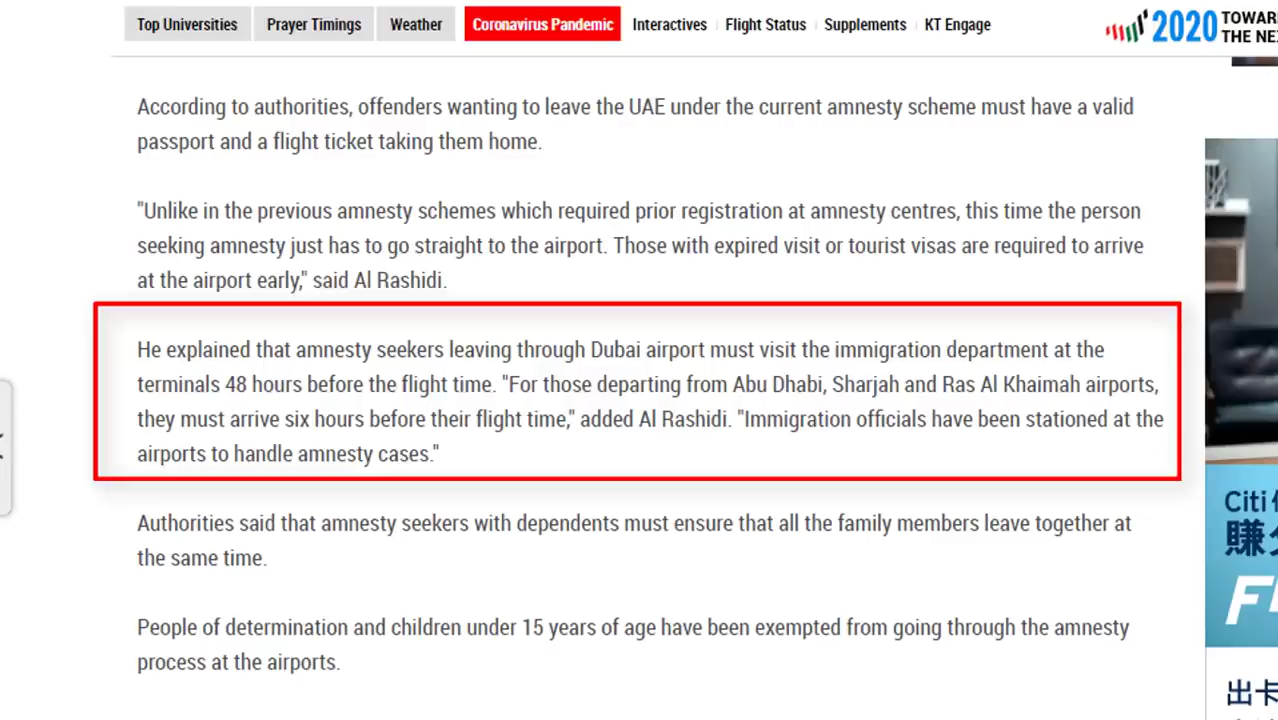 Top Universities Prayer Timings Weather Coronavirus Pandemic Interactives Flight Status Supplements KT Engage
2020
THE
According to authorities, offenders wanting to leave the UAE under the current amnesty scheme must have a valid
passport and a flight ticket taking them home.
"Unlike in the previous amnesty schemes which required prior registration at amnesty centres, this time the person
seeking amnesty just has to go straight to the airport. Those with expired visit or tourist visas are required to arrive
at the airport early," said Al Rashidi.
He explained that amnesty seekers leaving through Dubai airport must visit the immigration department at the
terminals 48 hours before the flight time. "For those departing from Abu Dhabi, Sharjah and Ras Al Khaimah airports,
they must arrive six hours before their flight time," added Al Rashidi. "Immigration officials have been stationed at the
airports to handle amnesty cases."
Authorities said that amnesty seekers with dependents must ensure that all the family members leave together at
the same time.
People of determination and children under 15 years of age have been exempted from going through the amnesty
process at the airports.
Citi
賺
出卡